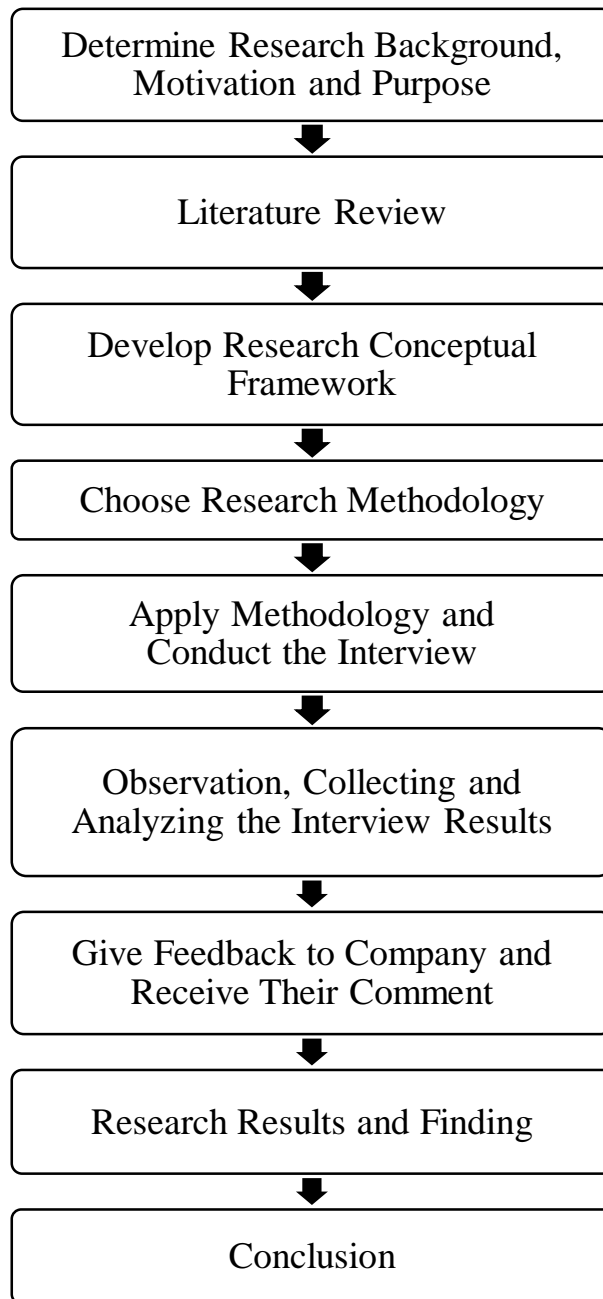 Determine Research Background,
Motivation and Purpose
Literature Review
Develop Research Conceptual
Framework
Choose Research Methodology
Apply Methodology and
Conduct the Interview
Observation, Collecting and
Analyzing the Interview Results
Give Feedback to Company and
Receive Their Comment
Research Results and Finding
Conclusion